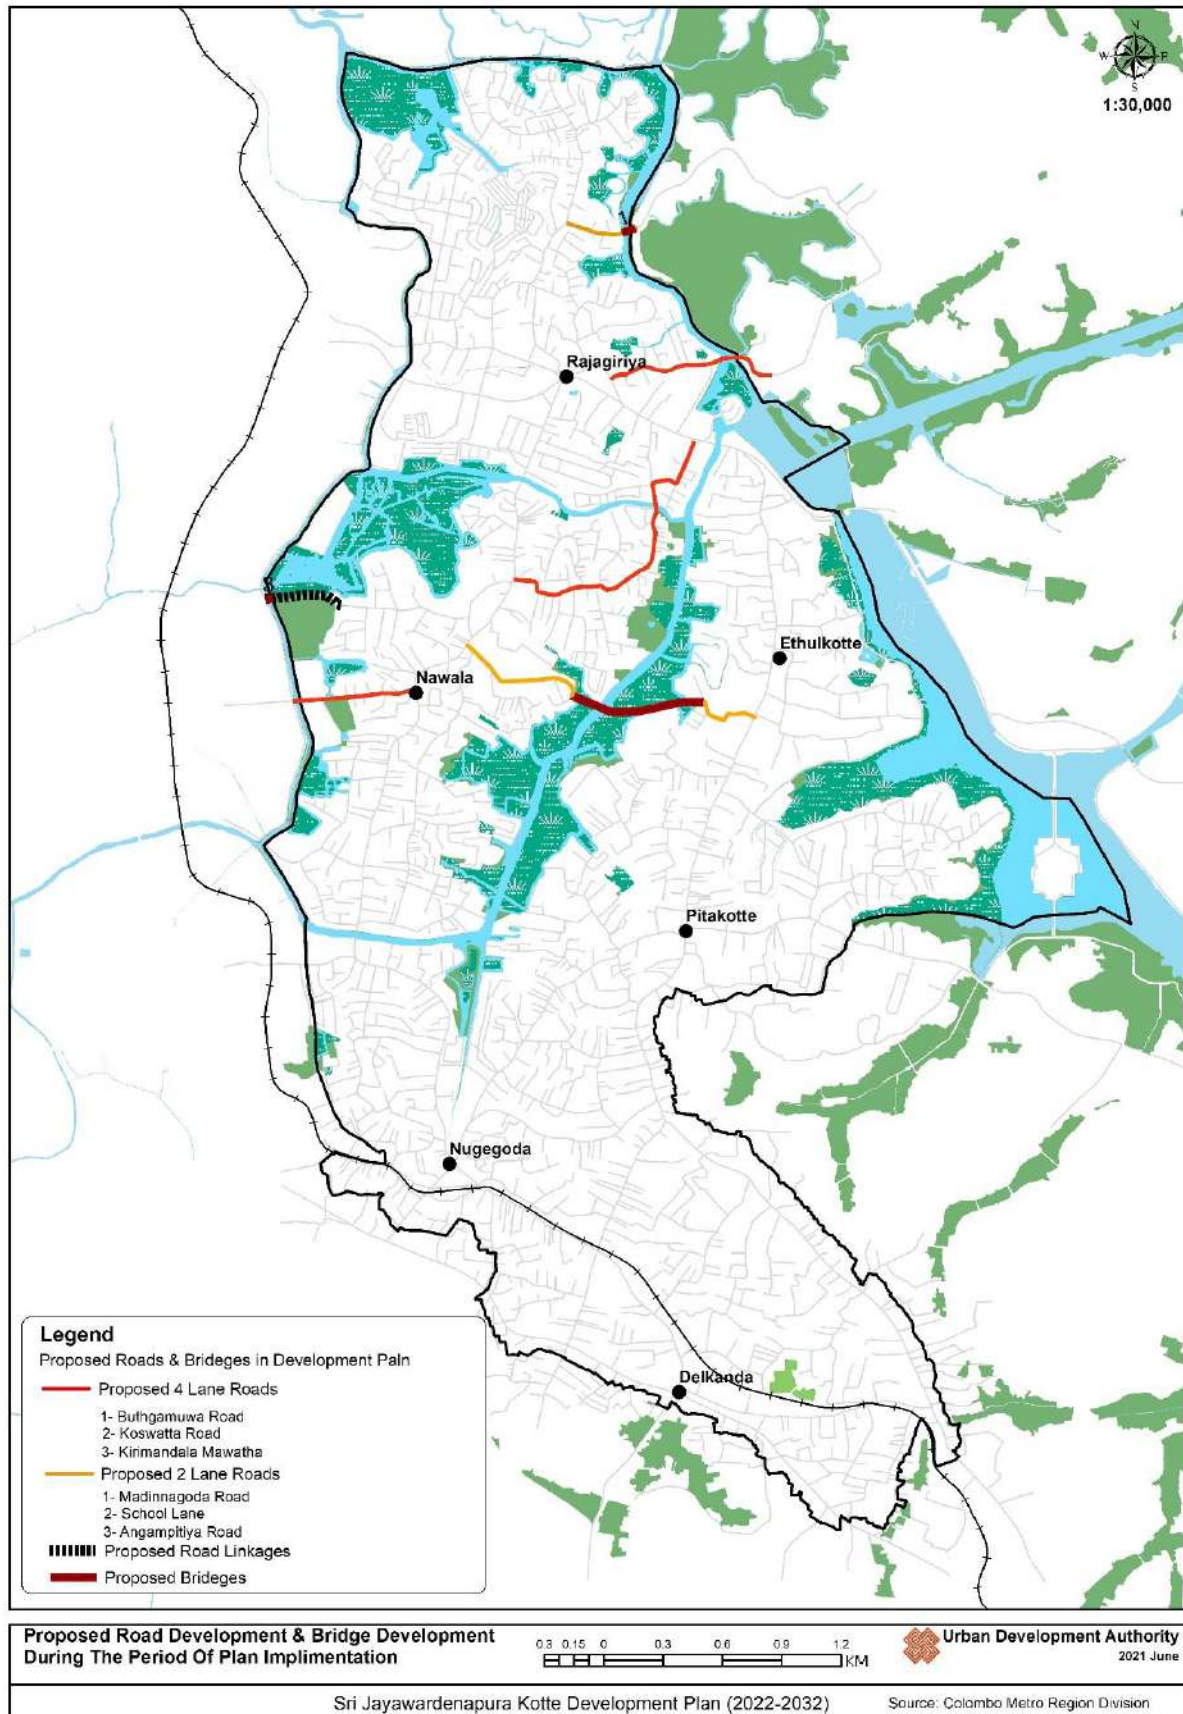 N
W E
S
1:30,000
Rajagiriya
Ethulkotte
Nawala
Pitakotte
Nugegoda
Delkanda
Legend
Proposed Roads & Brideges in Development Paln
Proposed 4 Lane Roads
1- Buthgamuwa Road
2- Koswatta Road
3- Kirimandala Mawatha
Proposed 2 Lane Roads
1- Madinnagoda Road
2- School Lane
3- Angampitiya Road
Proposed Road Linkages
Proposed Brideges
Proposed Road Development & Bridge Development
During The Period Of Plan Implimentation
0.3 0.15 0 0.3 0.6 0.9 1.2
KM
Urban Development Authority
2021 June
Sri Jayawardenapura Kotte Development Plan (2022-2032)
Source: Colombo Metro Region Division